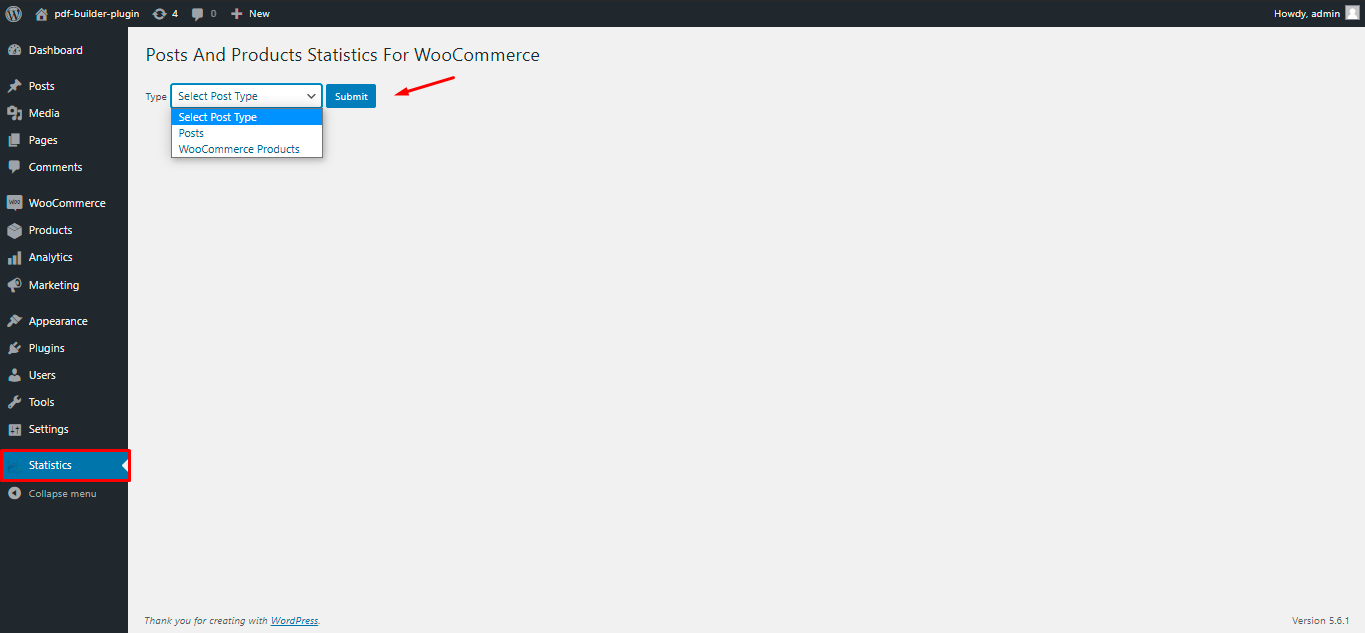 pdf-builder-plugin 4 0 New Howdy, admin
Dashboard
Posts
Media
Pages
Comments
WooCommerce
Products
Analytics
Marketing
Appearance
Plugins
Users
Tools
Settings
Statistics
Collapse menu
Posts And Products Statistics For WooCommerce
Type Select Post Type Submit
Select Post Type
Posts
WooCommerce Products
Thank you for creating with WordPress. Version 5.6.1